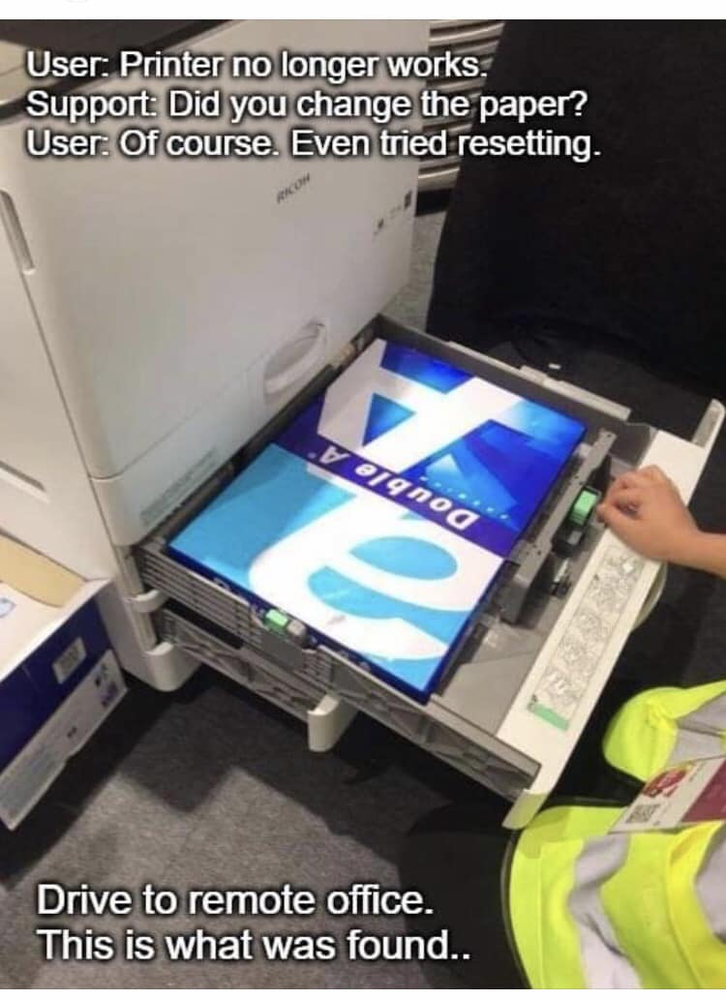 User: Printer no longer works.
Support: Did you change the paper?
User: Of course. Even tried resetting.
RICOH
Double A
Drive to remote office.
This is what was found..